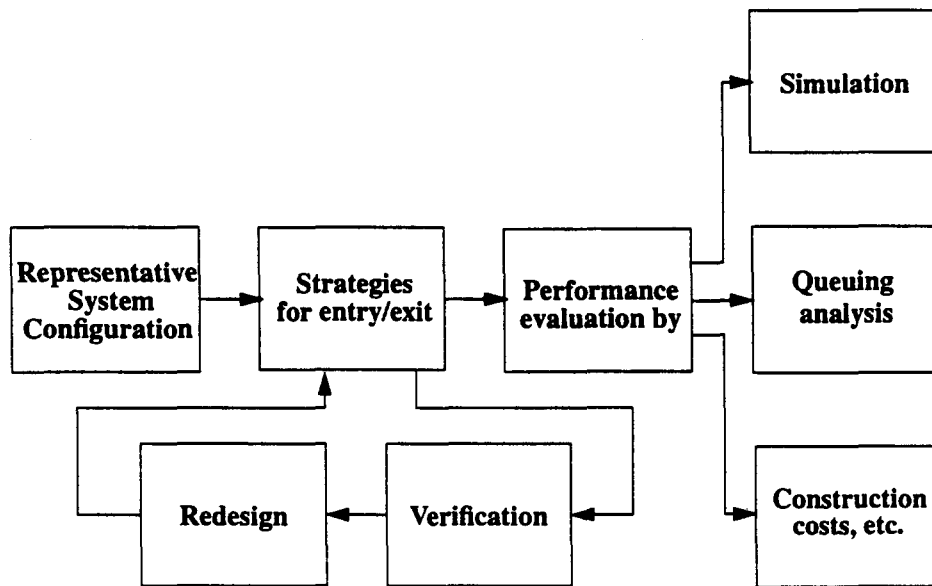 Simulation
Representative
System
Configuration
Strategies
for entry/exit
Performance
evaluation by
Queuing
analysis
Redesign
Verification
Construction
costs, etc.